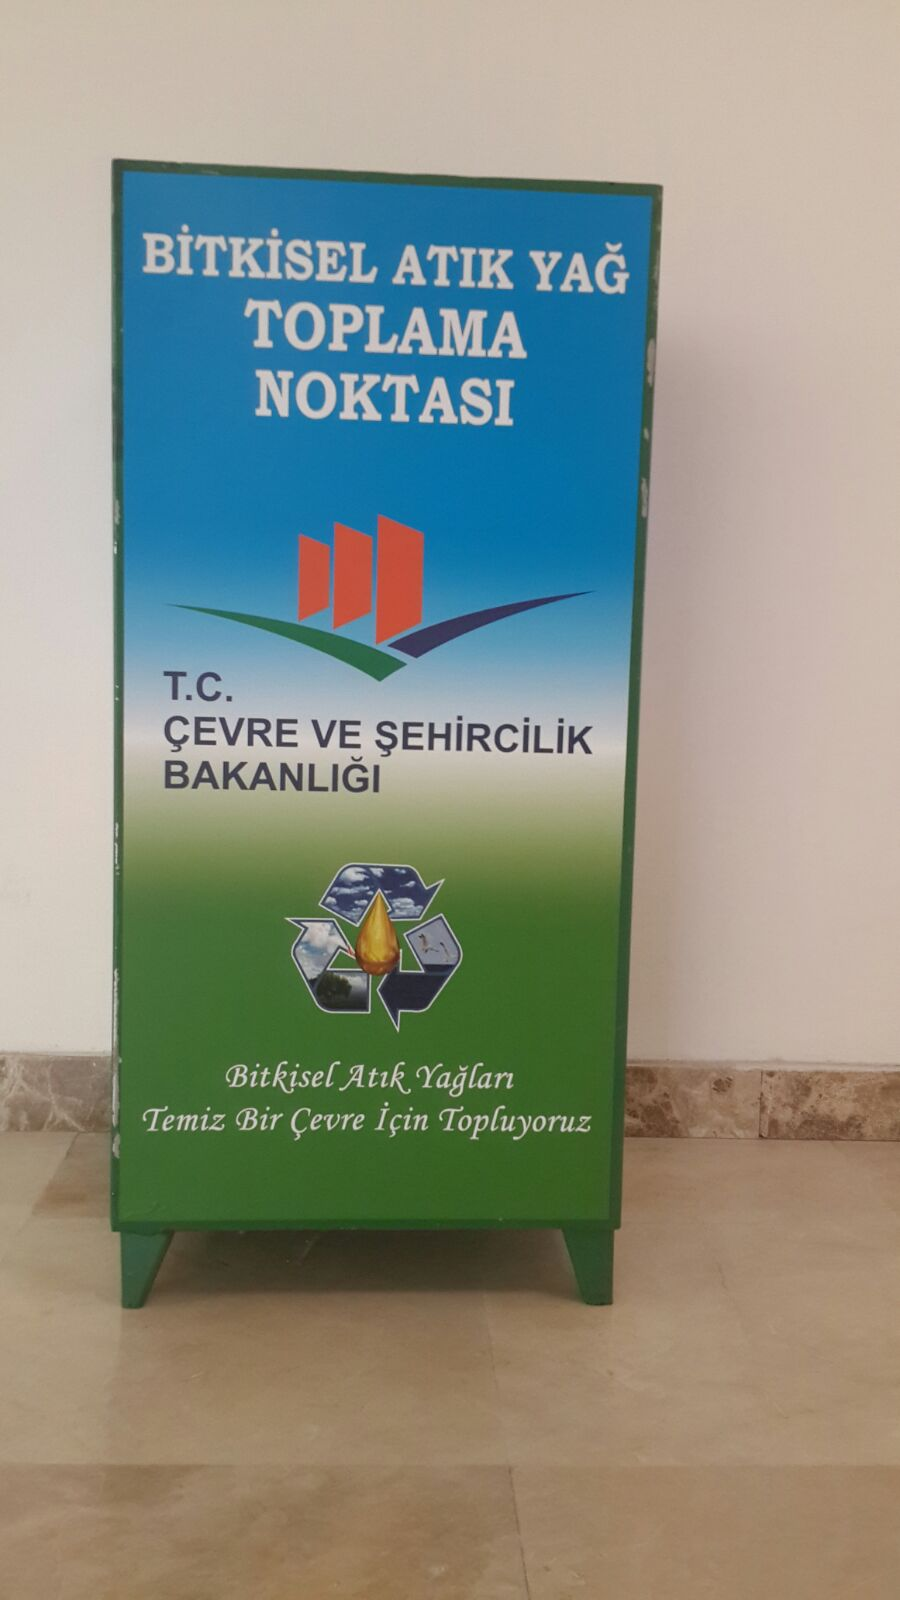 BİTKİSEL ATIK YAĞ
TOPLAMA
NOKTASI
T.C.
ÇEVRE VE ŞEHİRCİLİK
BAKANLIĞI
Bitkisel Atık Yağları
Temiz Bir Çevre İçin Topluyoruz